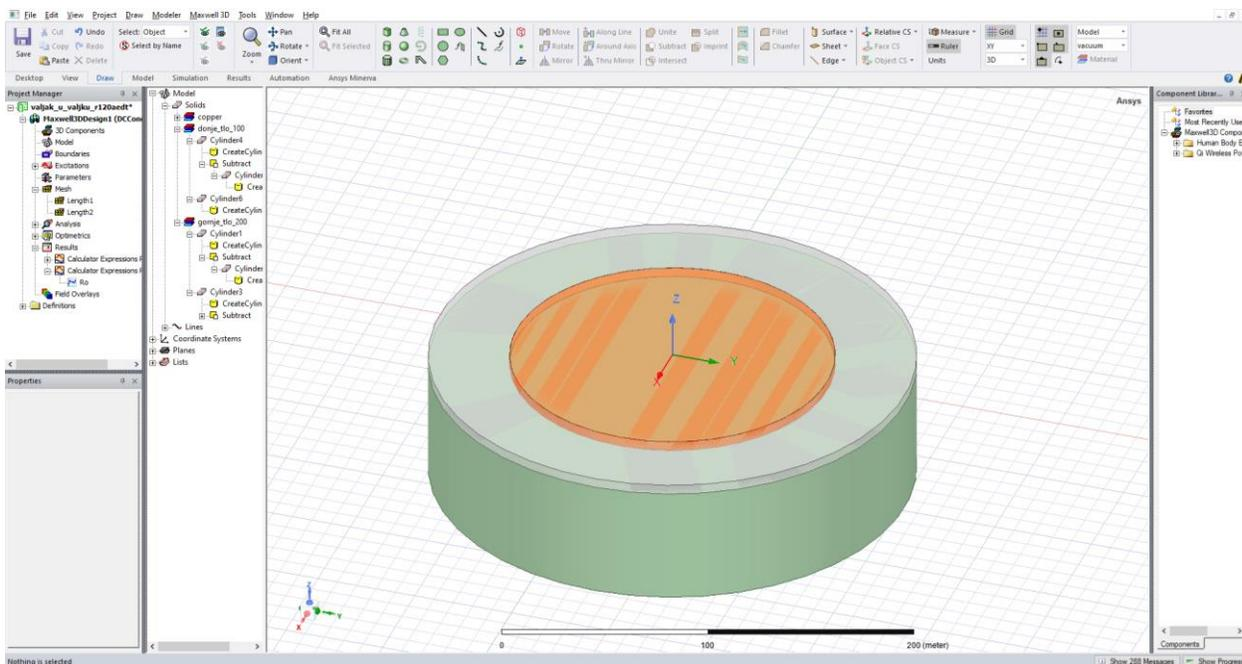 File Edit View Project Draw Modeler Maxwell 3D Tools Window Help
Save
Cut Undo
Copy Redo
Paste Delete
Select: Object
Select by Name
Zoom
Pan
Rotate
Orient
Fit All
Fit Selected
Move Along Line Unite Split Fillet
Rotate Around Axis Subtract Imprint Chamfer
Mirror Thru Mirror Intersect
Surface Relative CS Measure Grid Model
Sheet Face CS Ruler XY vacuum
Edge Object CS Units 3D Material
Desktop View Draw Model Simulation Results Automation Ansys Minerva
Project Manager
valjak_u_valjku_r120aedt*
Maxwell3DDesign1 (DCCon
3D Components
Model
Boundaries
Excitations
Parameters
Mesh
Length1
Length2
Analysis
Optimetrics
Results
Calculator Expressions F
Calculator Expressions F
Ro
Field Overlays
Definitions
Properties
Model
Solids
copper
donje_tlo_100
Cylinder4
CreateCylin
Subtract
Cylinder
Crea
Cylinder6
CreateCylin
gornje_tlo_200
Cylinder1
CreateCylin
Subtract
Cylinder
Crea
Cylinder3
CreateCylin
Subtract
Lines
Coordinate Systems
Planes
Lists
Ansys
Z
Y
X
Z
Y
X
0 100 200 (meter)
Component Librar...
Favorites
Most Recently Use
Maxwell3D Compo
Human Body E
Qi Wireless Po
Components
Nothing is selected
Show 288 Messages Show Progress